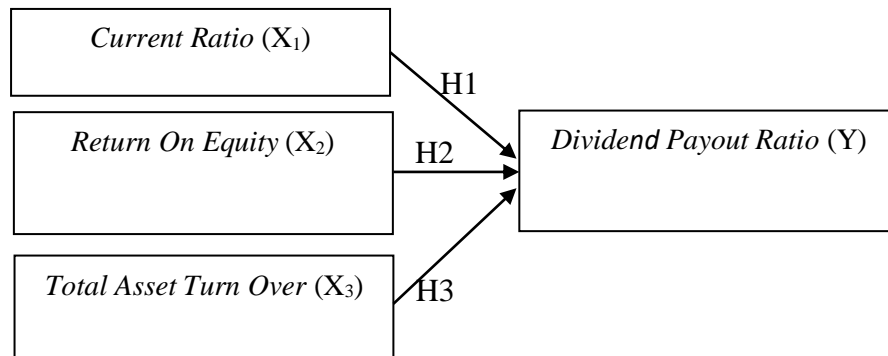 Current Ratio (X₁)
H1
Return On Equity (X₂)
H2
Dividend Payout Ratio (Y)
Total Asset Turn Over (X₃)
H3